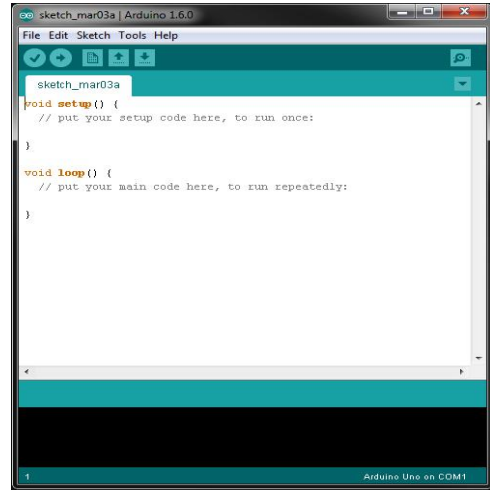 sketch_mar03a | Arduino 1.6.0
File Edit Sketch Tools Help
sketch_mar03a
void setup() {
  // put your setup code here, to run once:
}
void loop() {
  // put your main code here, to run repeatedly:
}
1 Arduino Uno on COM1